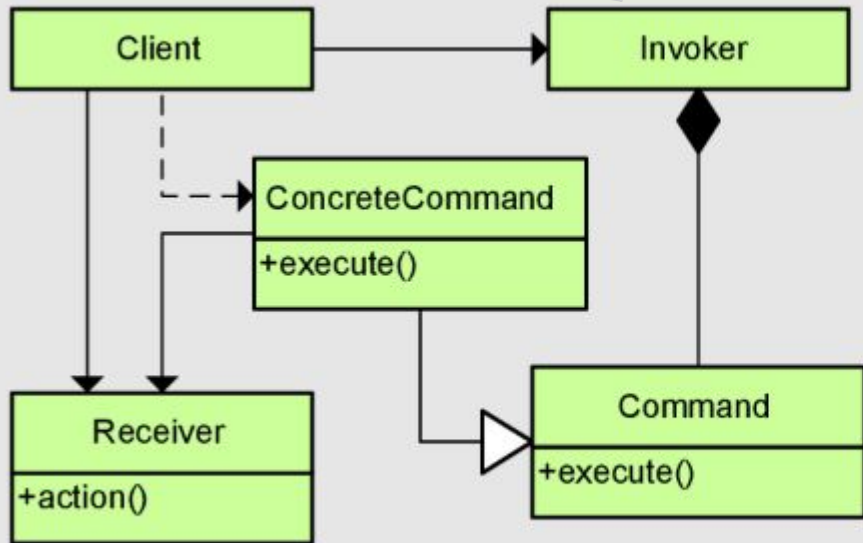 Client
Invoker
ConcreteCommand
+execute()
Receiver
+action()
Command
+execute()